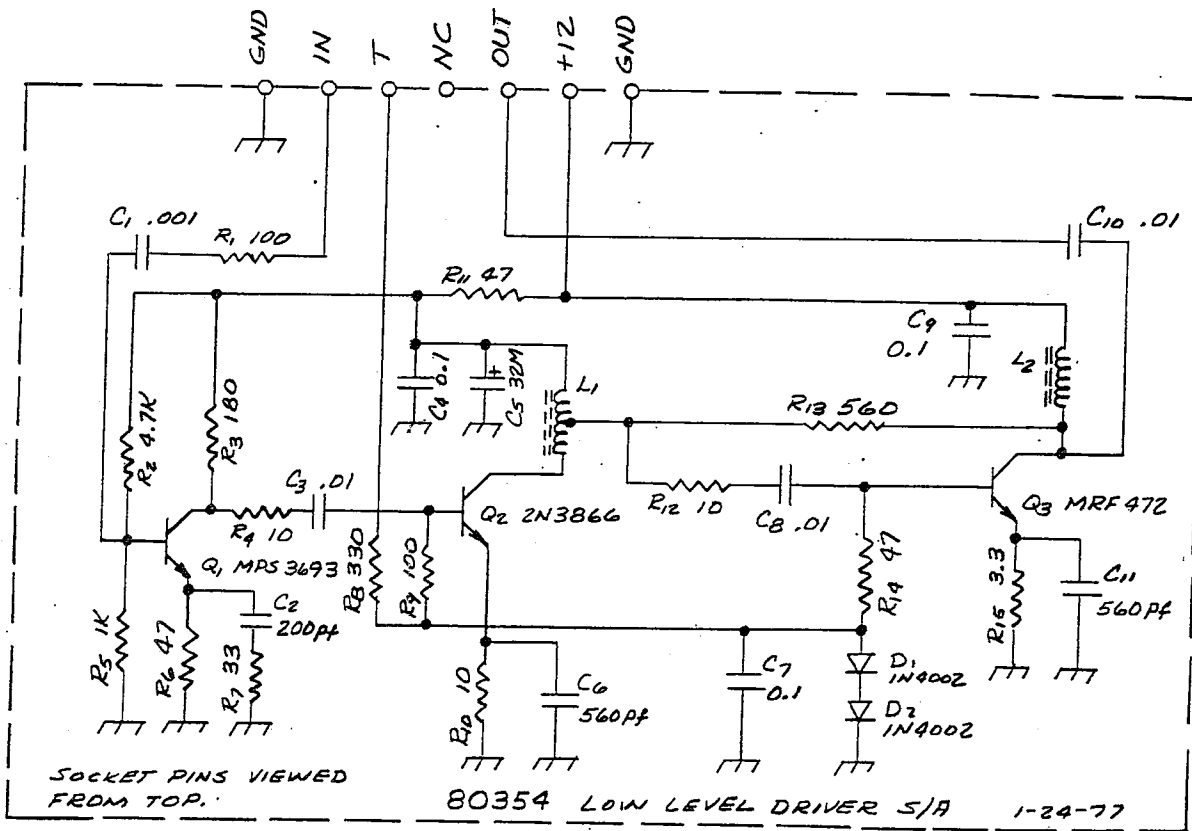 GND
IN
T
NC
OUT
+12
GND
C1 .001
R1 100
C10 .01
R11 47
C9 0.1
L2
C4 0.1
C5 32M
+
L1
R13 560
R2 4.7K
R3 180
C3 .01
R4 10
Q2 2N3866
R12 10
C8 .01
Q3 MRF472
Q1 MPS3693
R8 330
R9 100
R14 47
R15 3.3
C11 560pf
R5 1K
R6 47
C2 200pf
R7 33
R10 10
C6 560pf
C7 0.1
D1 1N4002
D2 1N4002
SOCKET PINS VIEWED
FROM TOP.
80354 LOW LEVEL DRIVER S/A 1-24-77